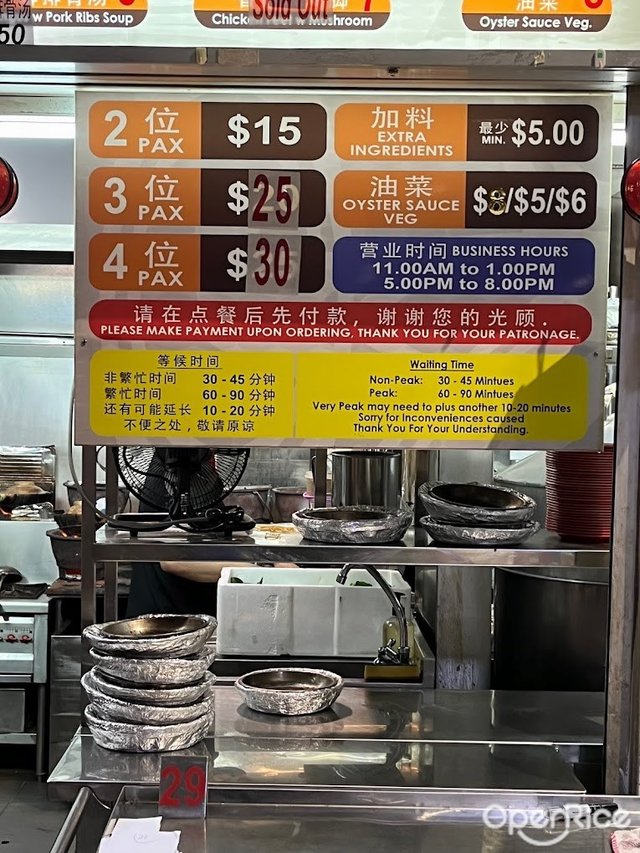 Pork Ribs Soup
50
Sold Out
Mushroom
油菜
Oyster Sauce Veg.
2 位 PAX $15
3 位 PAX $25
4 位 PAX $30
加料 EXTRA INGREDIENTS 最少 MIN. $5.00
油菜 OYSTER SAUCE VEG /$5/$6
营业时间 BUSINESS HOURS
11.00AM to 1.00PM
5.00PM to 8.00PM
请在点餐后先付款，谢谢您的光顾．
PLEASE MAKE PAYMENT UPON ORDERING, THANK YOU FOR YOUR PATRONAGE.
等候时间
非繁忙时间 30 - 45 分钟
繁忙时间 60 - 90 分钟
还有可能延长 10 - 20 分钟
不便之处，敬请原谅
Waiting Time
Non-Peak: 30 - 45 Mintues
Peak: 60 - 90 Mintues
Very Peak may need to plus another 10-20 minutes
Sorry for Inconveniences caused
Thank You For Your Understanding.
29
OpenRice